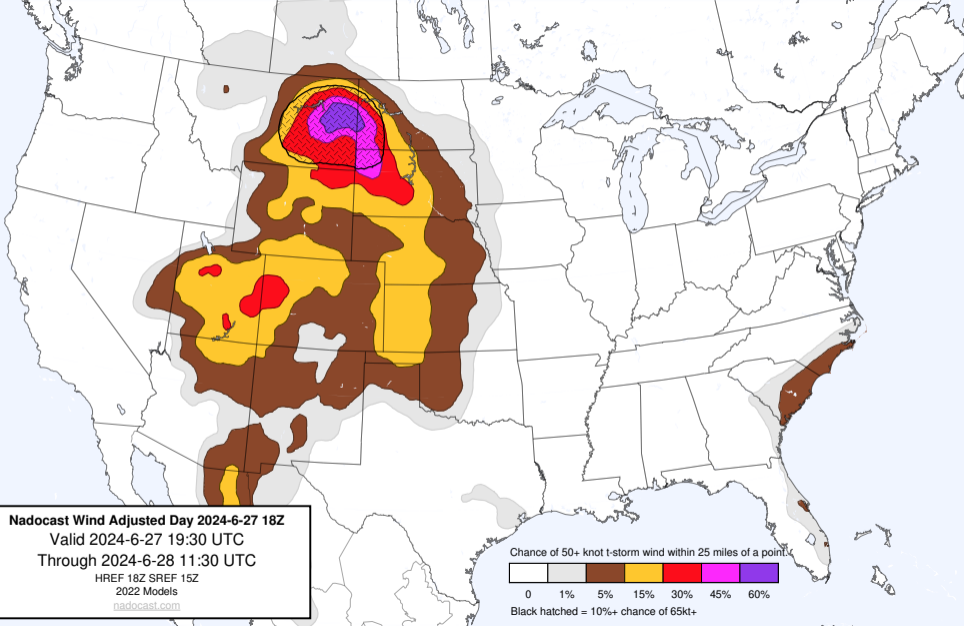 Nadocast Wind Adjusted Day 2024-6-27 18Z
Valid 2024-6-27 19:30 UTC
Through 2024-6-28 11:30 UTC
HREF 18Z SREF 15Z
2022 Models
nadocast.com
Chance of 50+ knot t-storm wind within 25 miles of a point.
0 1% 5% 15% 30% 45% 60%
Black hatched = 10%+ chance of 65kt+